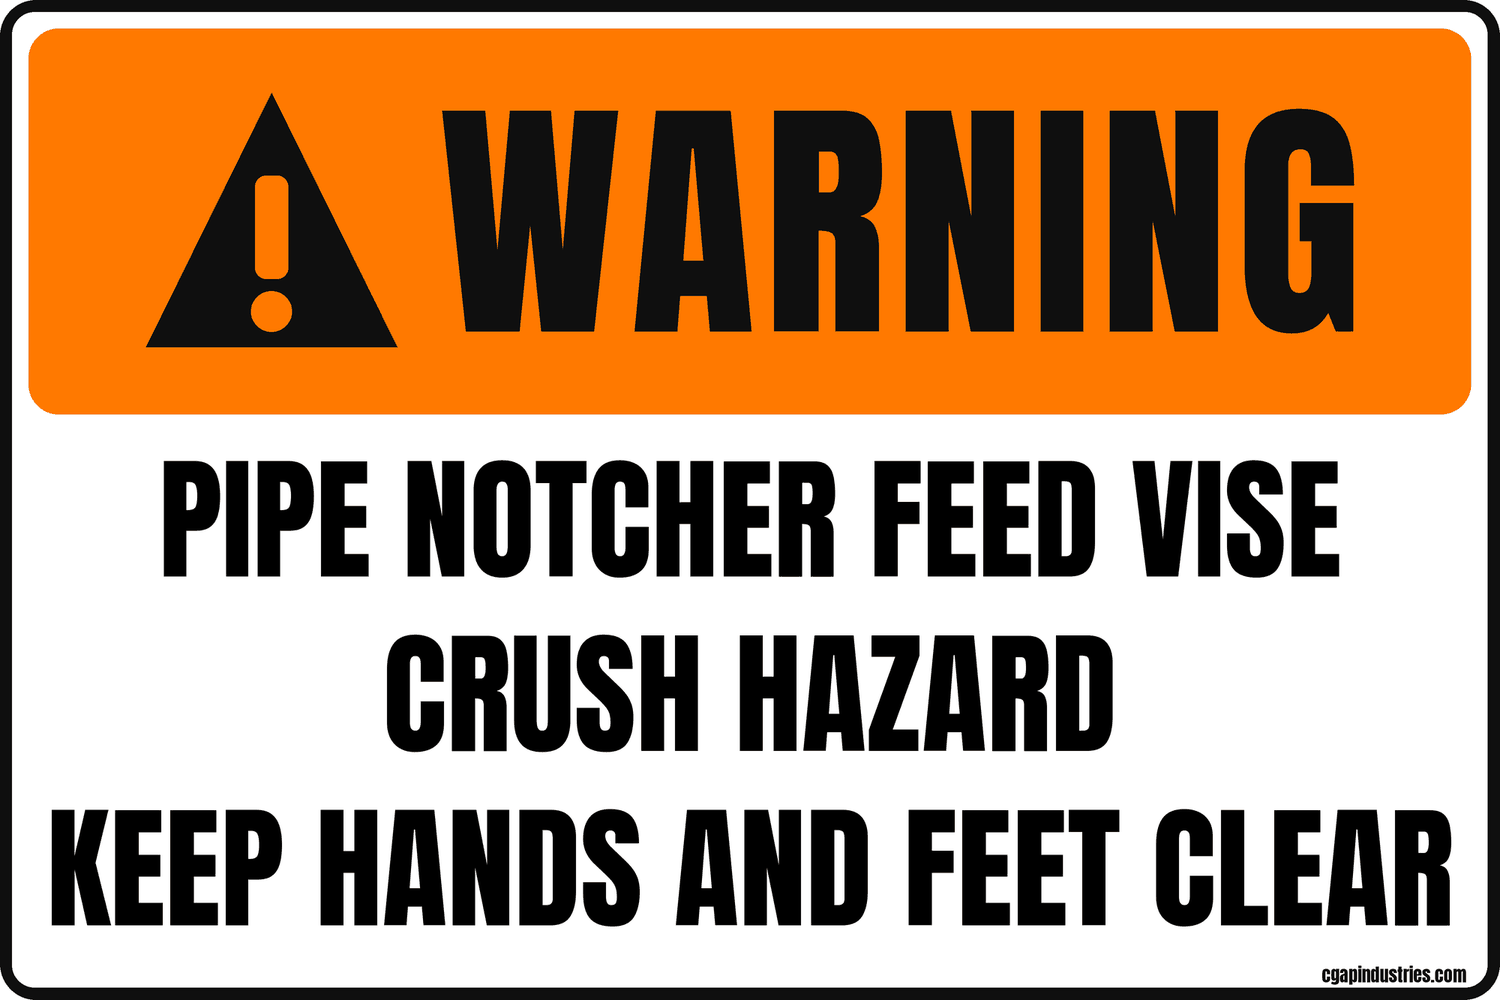 WARNING
PIPE NOTCHER FEED VISE
CRUSH HAZARD
KEEP HANDS AND FEET CLEAR
cgapindustries.com